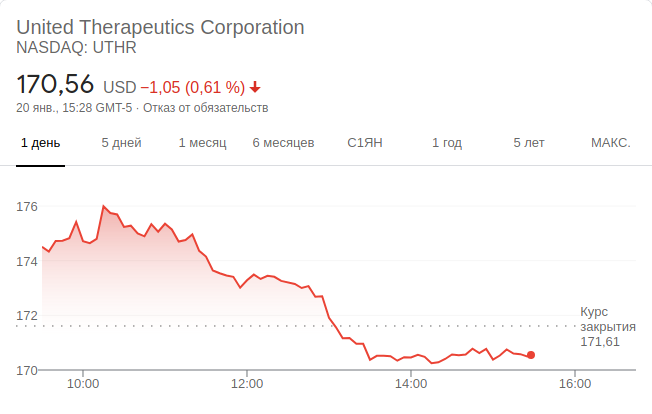 United Therapeutics Corporation
NASDAQ: UTHR
170,56 USD −1,05 (0,61 %)
20 янв., 15:28 GMT-5 · Отказ от обязательств
1 день 5 дней 1 месяц 6 месяцев С1ЯН 1 год 5 лет МАКС.
176
174
172
170
Курс
закрытия
171,61
10:00 12:00 14:00 16:00